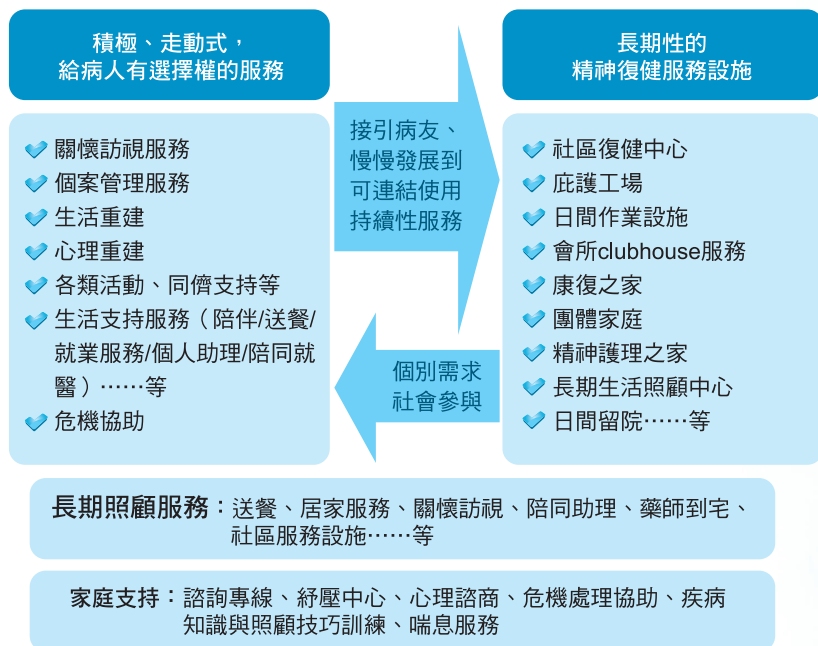 積極、走動式，
給病人有選擇權的服務
關懷訪視服務
個案管理服務
生活重建
心理重建
各類活動、同儕支持等
生活支持服務（陪伴/送餐/
就業服務/個人助理/陪同就
醫）⋯⋯等
危機協助
接引病友、
慢慢發展到
可連結使用
持續性服務
個別需求
社會參與
長期性的
精神復健服務設施
社區復健中心
庇護工場
日間作業設施
會所clubhouse服務
康復之家
團體家庭
精神護理之家
長期生活照顧中心
日間留院⋯⋯等
長期照顧服務：送餐、居家服務、關懷訪視、陪同助理、藥師到宅、
社區服務設施⋯⋯等
家庭支持：諮詢專線、紓壓中心、心理諮商、危機處理協助、疾病
知識與照顧技巧訓練、喘息服務